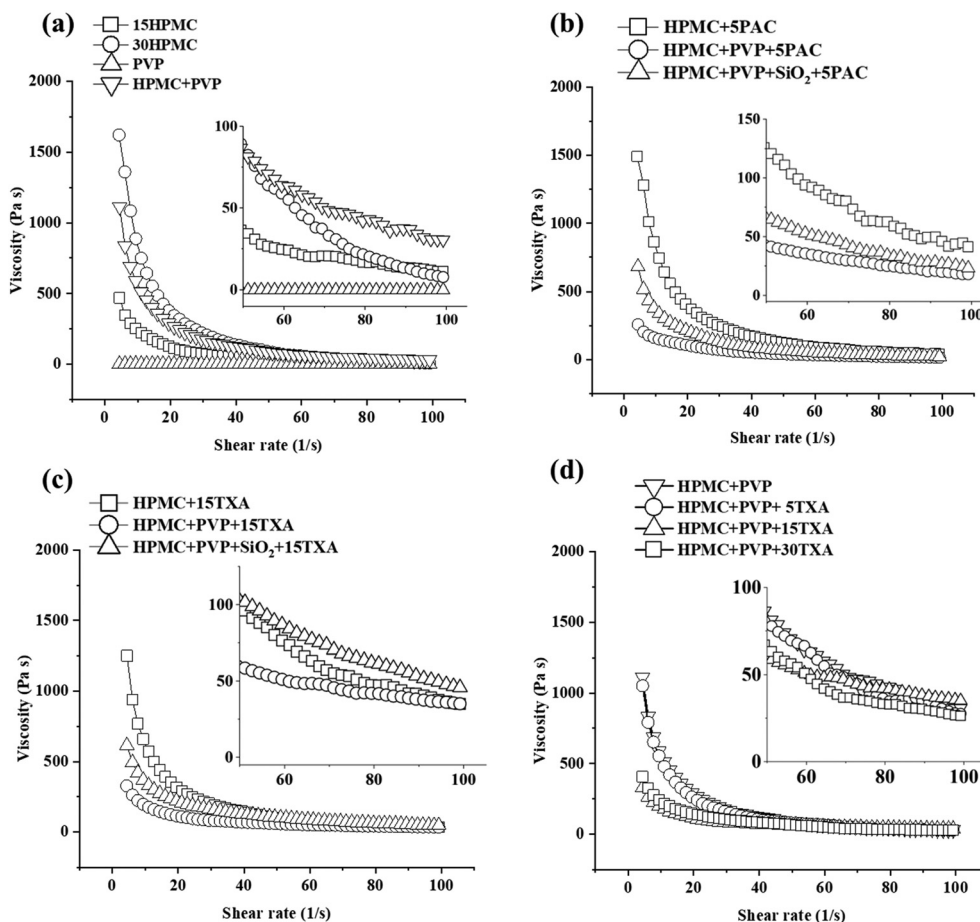 (a)
15HPMC
30HPMC
PVP
HPMC+PVP
2000
1500
1000
500
0
Viscosity (Pa s)
100
50
0
60 80 100
0 20 40 60 80 100
Shear rate (1/s)
(b)
HPMC+5PAC
HPMC+PVP+5PAC
HPMC+PVP+SiO₂+5PAC
2000
1500
1000
500
0
Viscosity (Pa s)
150
100
50
0
60 80 100
0 20 40 60 80 100
Shear rate (1/s)
(c)
HPMC+15TXA
HPMC+PVP+15TXA
HPMC+PVP+SiO₂+15TXA
2000
1500
1000
500
0
Viscosity (Pa s)
100
50
0
60 80 100
0 20 40 60 80 100
Shear rate (1/s)
(d)
HPMC+PVP
HPMC+PVP+ 5TXA
HPMC+PVP+15TXA
HPMC+PVP+30TXA
2000
1500
1000
500
0
Viscosity (Pa s)
100
50
0
60 80 100
0 20 40 60 80 100
Shear rate (1/s)